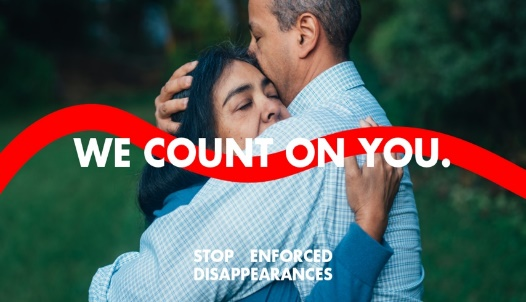 WE COUNT ON YOU.
STOP ENFORCED
DISAPPEARANCES